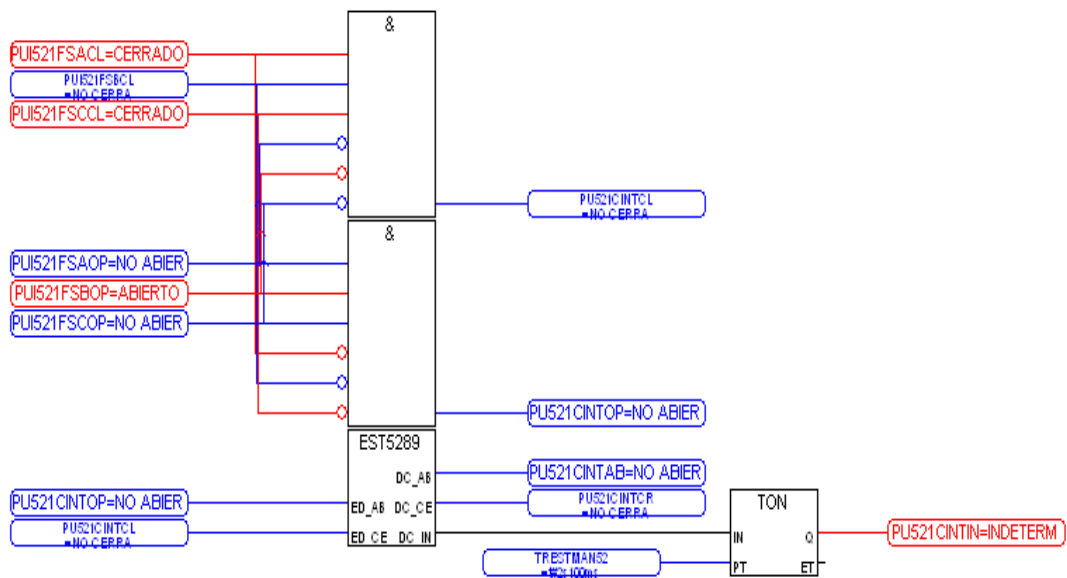 &
PUI521FSACL=CERRADO
PUI521FSBCL
=NO CERRA
PUI521FSCCL=CERRADO
PU521CINTCL
=NO CERRA
&
PUI521FSAOP=NO ABIER
PUI521FSBOP=ABIERTO
PUI521FSCOP=NO ABIER
PU521CINTOP=NO ABIER
EST5289
DC_AB
PU521CINTAB=NO ABIER
PU521CINTOP=NO ABIER
ED_AB DC_CE
PU521CINTCR
=NO CERRA
TON
PU521CINTCL
=NO CERRA
ED_CE DC_IN
IN Q
PU521CINTIN=INDETERM
TRESTMAN52
PT ET